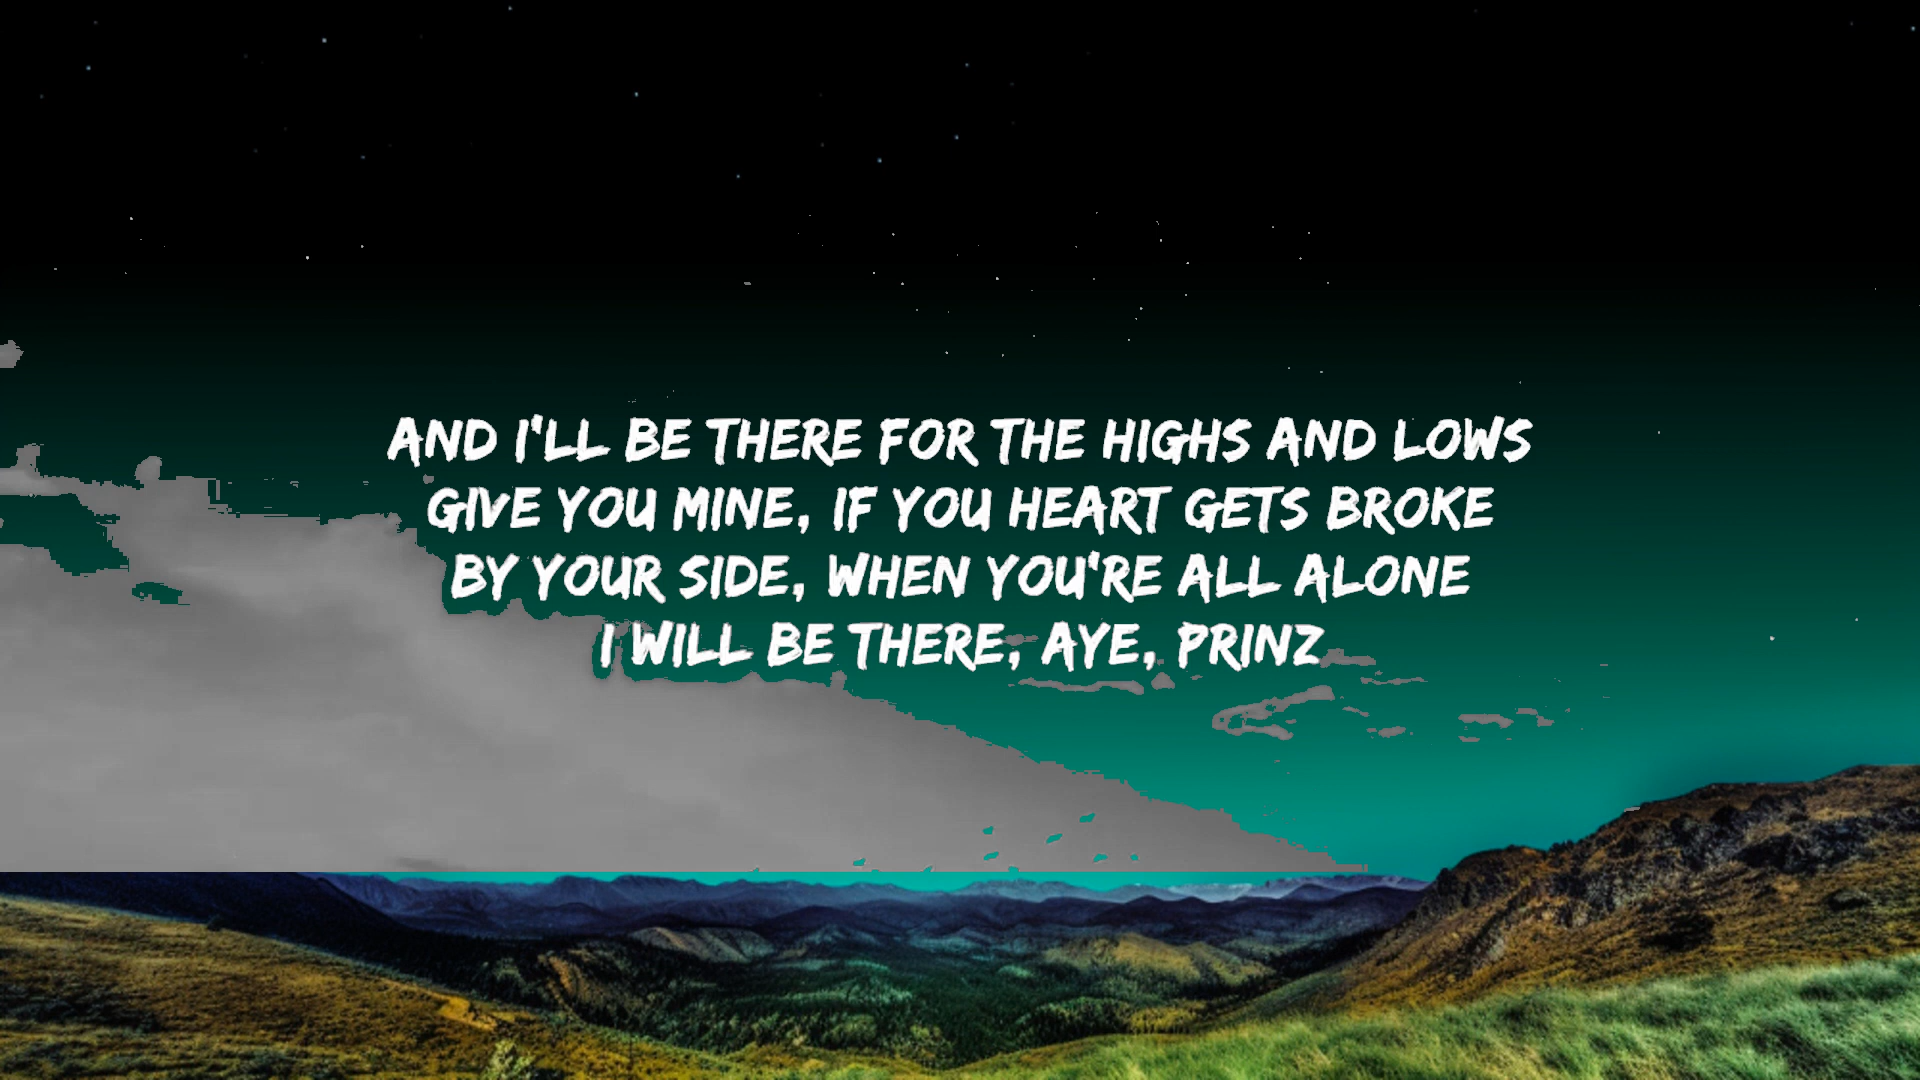 AND I'LL BE THERE FOR THE HIGHS AND LOWS
GIVE YOU MINE, IF YOU HEART GETS BROKE
BY YOUR SIDE, WHEN YOU'RE ALL ALONE
I WILL BE THERE, AYE, PRINZ